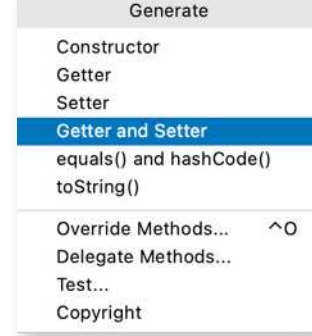 Generate
Constructor
Getter
Setter
Getter and Setter
equals() and hashCode()
toString()
Override Methods... ^O
Delegate Methods...
Test...
Copyright